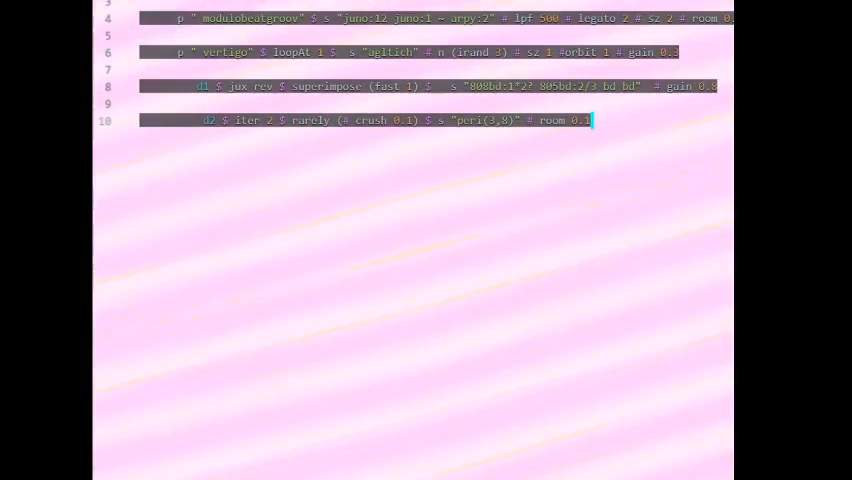 3
4 p " modulobeatgroov" $ s "juno:12 juno:1 ~ arpy:2" # lpf 500 # legato 2 # sz 2 # room 0.
5
6 p " vertigo" $ loopAt 1 $ s "agltich" # n (irand 3) # sz 1 #orbit 1 # gain 0.3
7
8 d1 $ jux rev $ superimpose (fast 1) $ s "808bd:1*2? 805bd:2/3 bd bd" # gain 0.8
9
10 d2 $ iter 2 $ rarely (# crush 0.1) $ s "peri(3,8)" # room 0.1